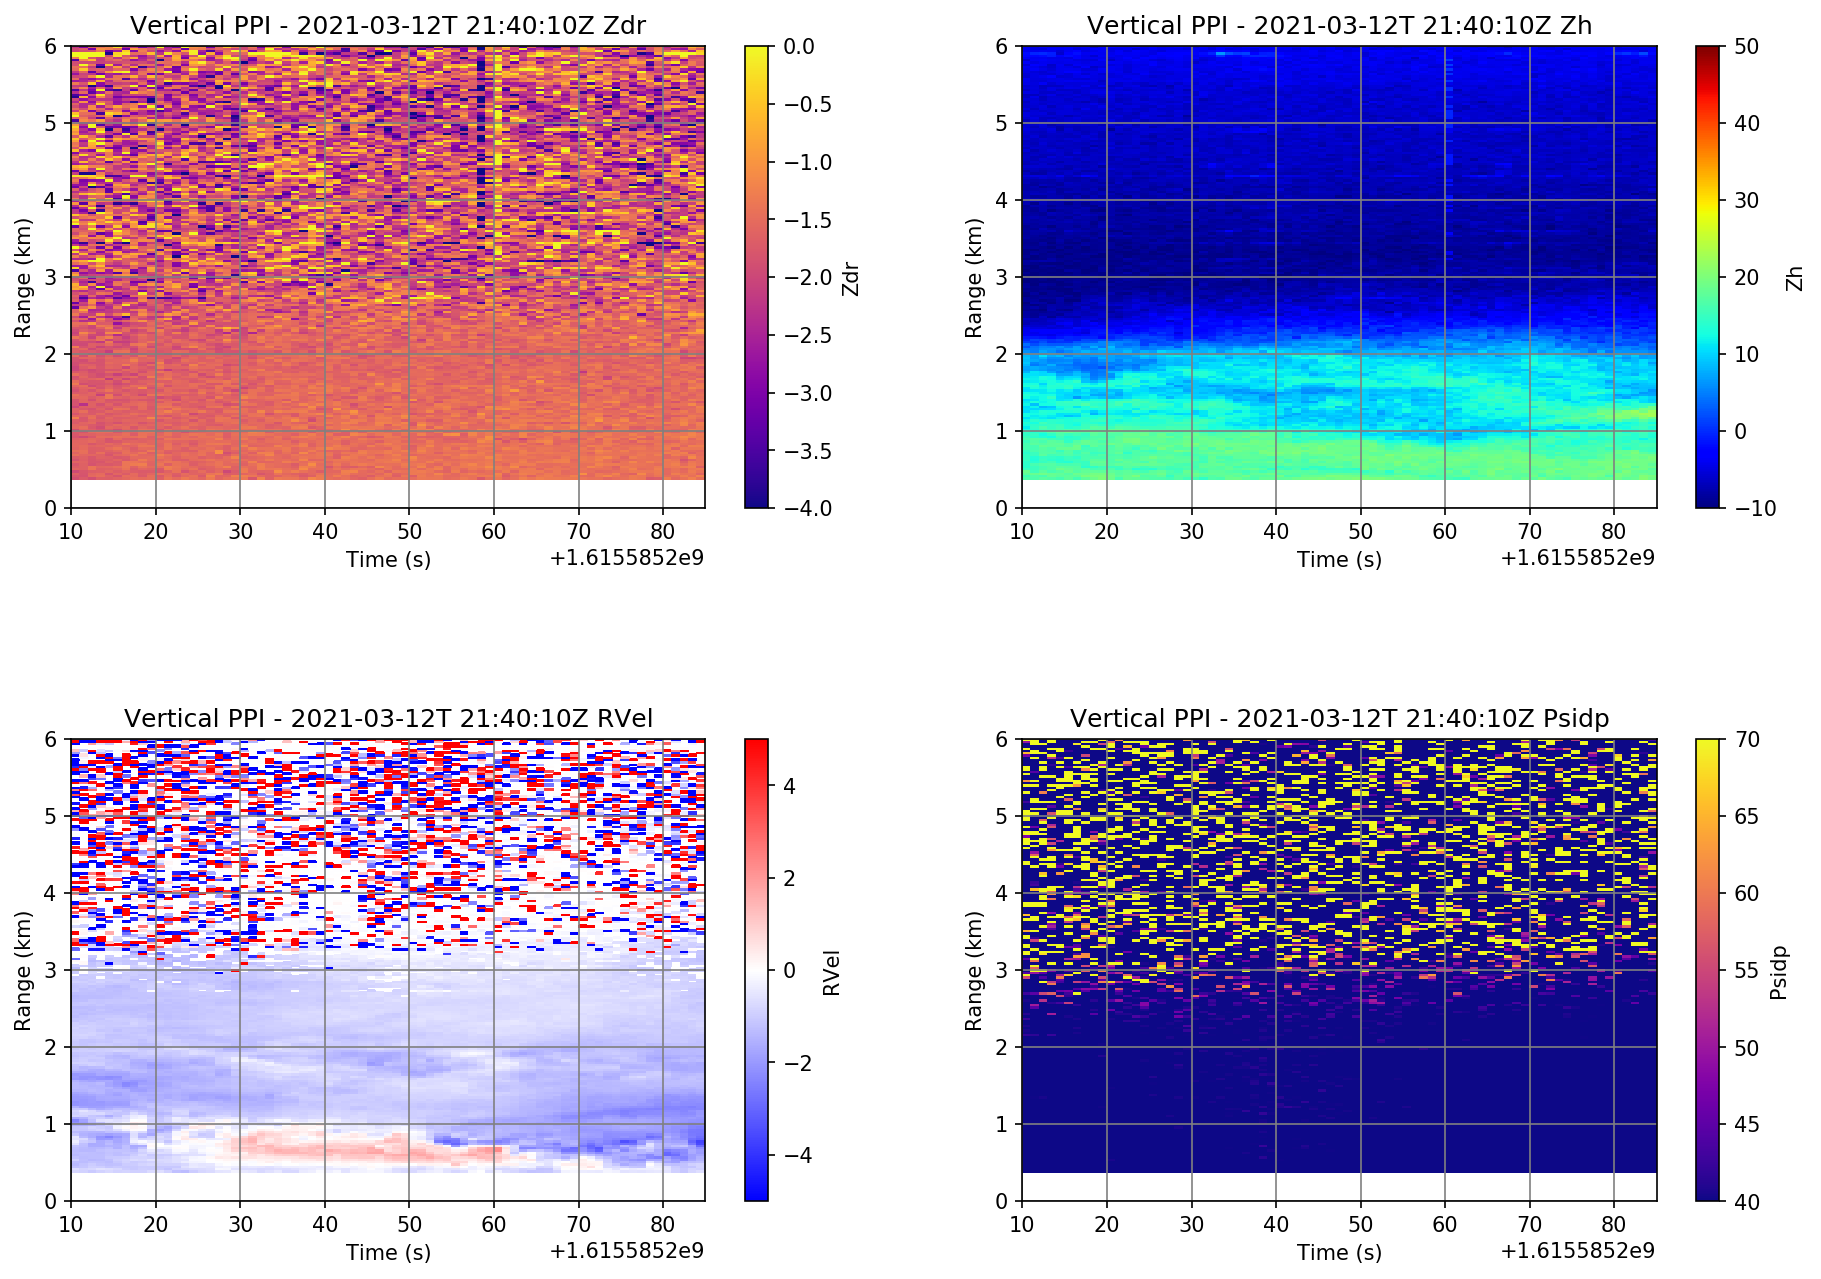 Vertical PPI - 2021-03-12T 21:40:10Z Zdr
6
5
4
3
2
1
0
Range (km)
10 20 30 40 50 60 70 80
Time (s)
+1.6155852e9
0.0
−0.5
−1.0
−1.5
−2.0
−2.5
−3.0
−3.5
−4.0
Zdr
Vertical PPI - 2021-03-12T 21:40:10Z Zh
6
5
4
3
2
1
0
Range (km)
10 20 30 40 50 60 70 80
Time (s)
+1.6155852e9
50
40
30
20
10
0
−10
Zh
Vertical PPI - 2021-03-12T 21:40:10Z RVel
6
5
4
3
2
1
0
Range (km)
10 20 30 40 50 60 70 80
Time (s)
+1.6155852e9
4
2
0
−2
−4
RVel
Vertical PPI - 2021-03-12T 21:40:10Z Psidp
6
5
4
3
2
1
0
Range (km)
10 20 30 40 50 60 70 80
Time (s)
+1.6155852e9
70
65
60
55
50
45
40
Psidp